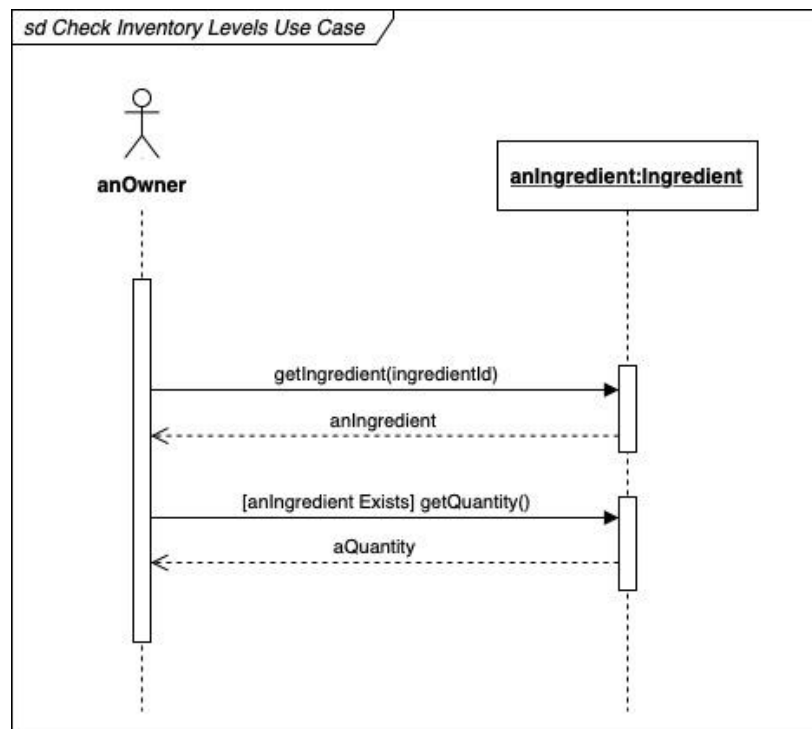 sd Check Inventory Levels Use Case
anOwner
anIngredient:Ingredient
getIngredient(ingredientId)
anIngredient
[anIngredient Exists] getQuantity()
aQuantity